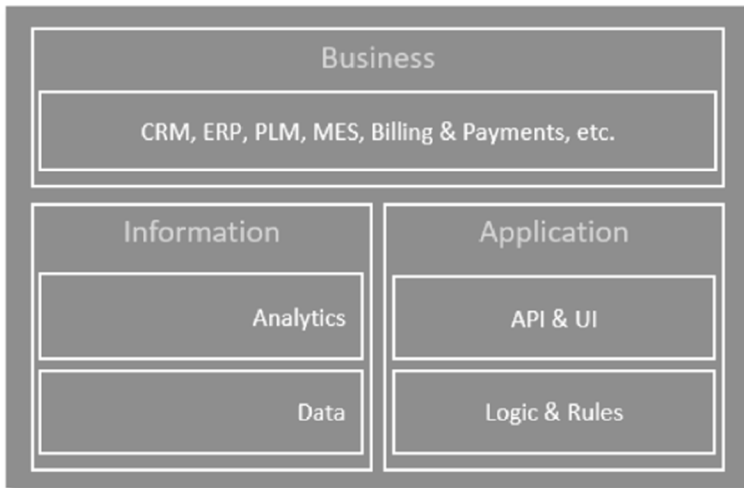 Business
CRM, ERP, PLM, MES, Billing & Payments, etc.
Information
Analytics
Data
Application
API & UI
Logic & Rules